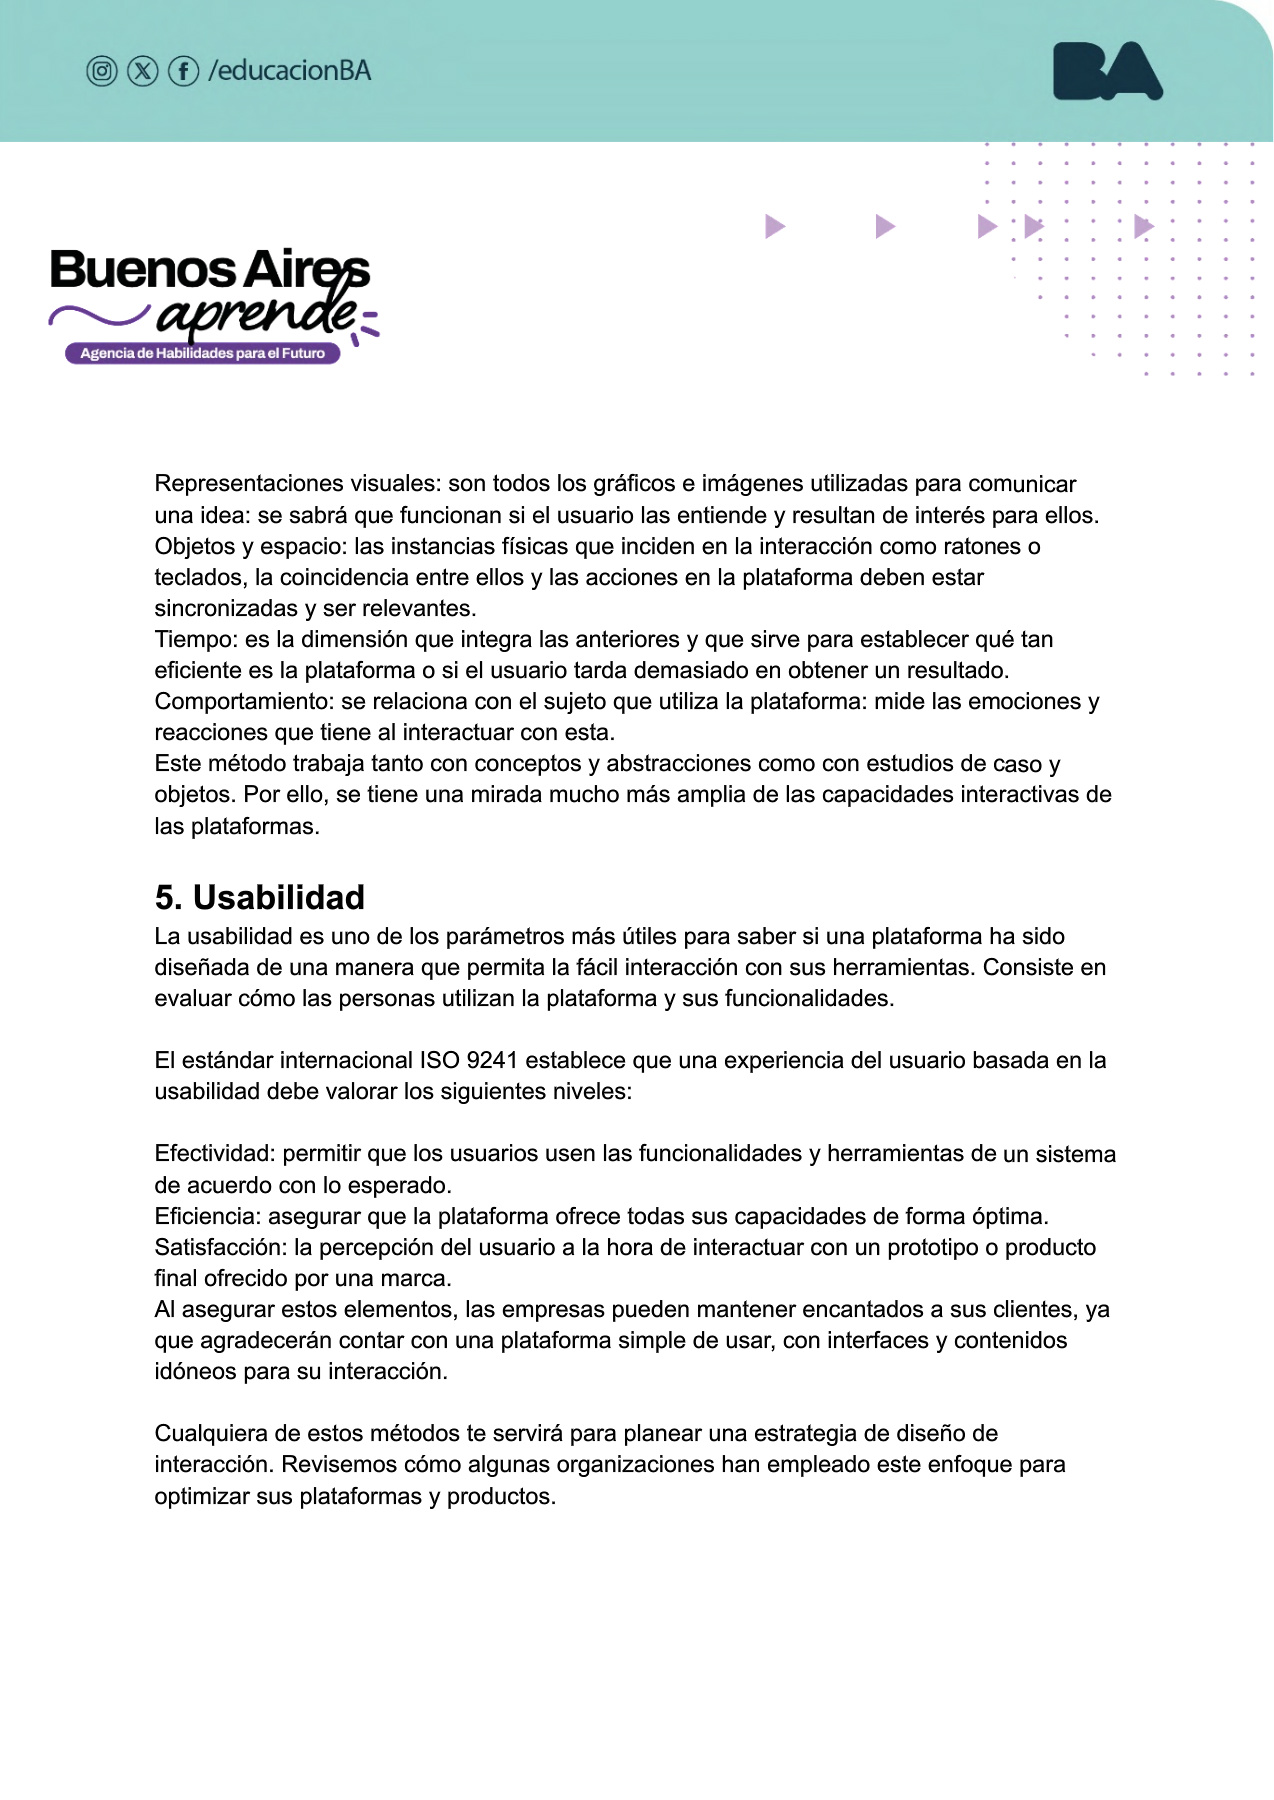 /educacionBA
BA
Buenos Aires
aprende
Agencia de Habilidades para el Futuro
Representaciones visuales: son todos los gráficos e imágenes utilizadas para comunicar
una idea: se sabrá que funcionan si el usuario las entiende y resultan de interés para ellos.
Objetos y espacio: las instancias físicas que inciden en la interacción como ratones o
teclados, la coincidencia entre ellos y las acciones en la plataforma deben estar
sincronizadas y ser relevantes.
Tiempo: es la dimensión que integra las anteriores y que sirve para establecer qué tan
eficiente es la plataforma o si el usuario tarda demasiado en obtener un resultado.
Comportamiento: se relaciona con el sujeto que utiliza la plataforma: mide las emociones y
reacciones que tiene al interactuar con esta.
Este método trabaja tanto con conceptos y abstracciones como con estudios de caso y
objetos. Por ello, se tiene una mirada mucho más amplia de las capacidades interactivas de
las plataformas.
5. Usabilidad
La usabilidad es uno de los parámetros más útiles para saber si una plataforma ha sido
diseñada de una manera que permita la fácil interacción con sus herramientas. Consiste en
evaluar cómo las personas utilizan la plataforma y sus funcionalidades.
El estándar internacional ISO 9241 establece que una experiencia del usuario basada en la
usabilidad debe valorar los siguientes niveles:
Efectividad: permitir que los usuarios usen las funcionalidades y herramientas de un sistema
de acuerdo con lo esperado.
Eficiencia: asegurar que la plataforma ofrece todas sus capacidades de forma óptima.
Satisfacción: la percepción del usuario a la hora de interactuar con un prototipo o producto
final ofrecido por una marca.
Al asegurar estos elementos, las empresas pueden mantener encantados a sus clientes, ya
que agradecerán contar con una plataforma simple de usar, con interfaces y contenidos
idóneos para su interacción.
Cualquiera de estos métodos te servirá para planear una estrategia de diseño de
interacción. Revisemos cómo algunas organizaciones han empleado este enfoque para
optimizar sus plataformas y productos.